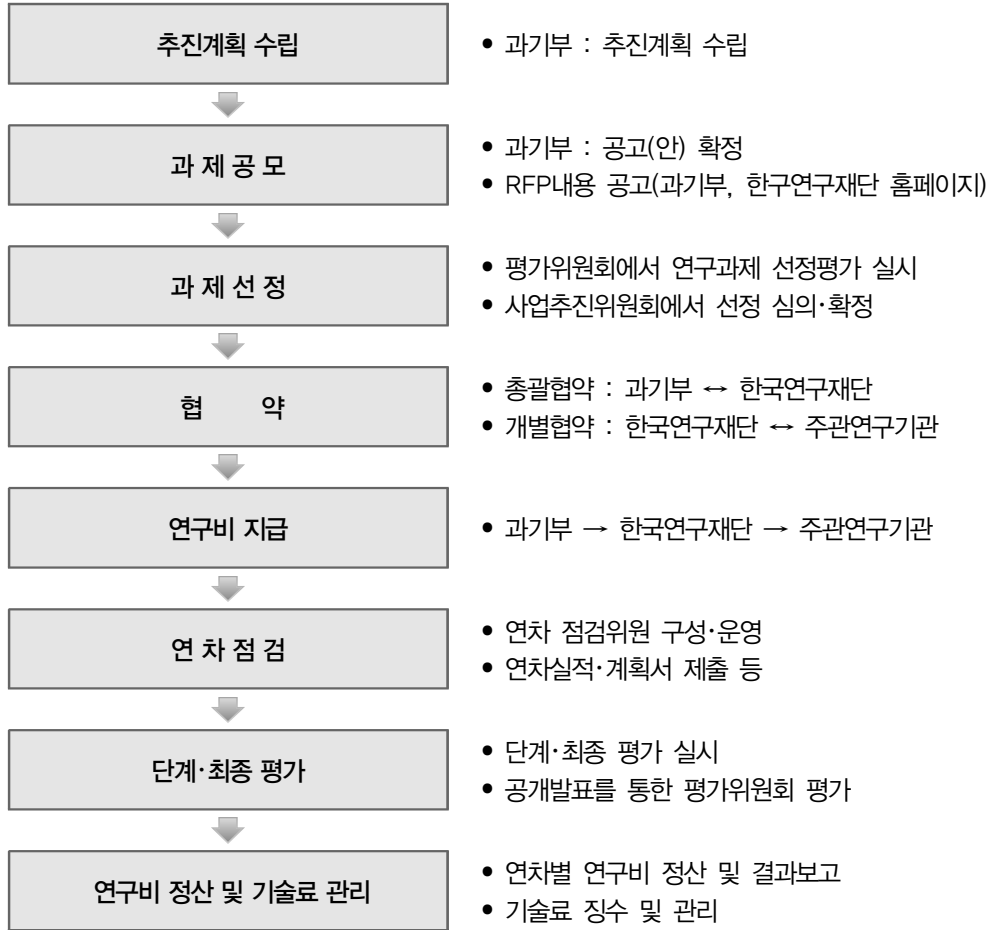 추진계획 수립
• 과기부 : 추진계획 수립
과 제 공 모
• 과기부 : 공고(안) 확정
• RFP내용 공고(과기부, 한구연구재단 홈페이지)
과 제 선 정
• 평가위원회에서 연구과제 선정평가 실시
• 사업추진위원회에서 선정 심의·확정
협 약
• 총괄협약 : 과기부 ↔ 한국연구재단
• 개별협약 : 한국연구재단 ↔ 주관연구기관
연구비 지급
• 과기부 → 한국연구재단 → 주관연구기관
연 차 점 검
• 연차 점검위원 구성·운영
• 연차실적·계획서 제출 등
단계·최종 평가
• 단계·최종 평가 실시
• 공개발표를 통한 평가위원회 평가
연구비 정산 및 기술료 관리
• 연차별 연구비 정산 및 결과보고
• 기술료 징수 및 관리